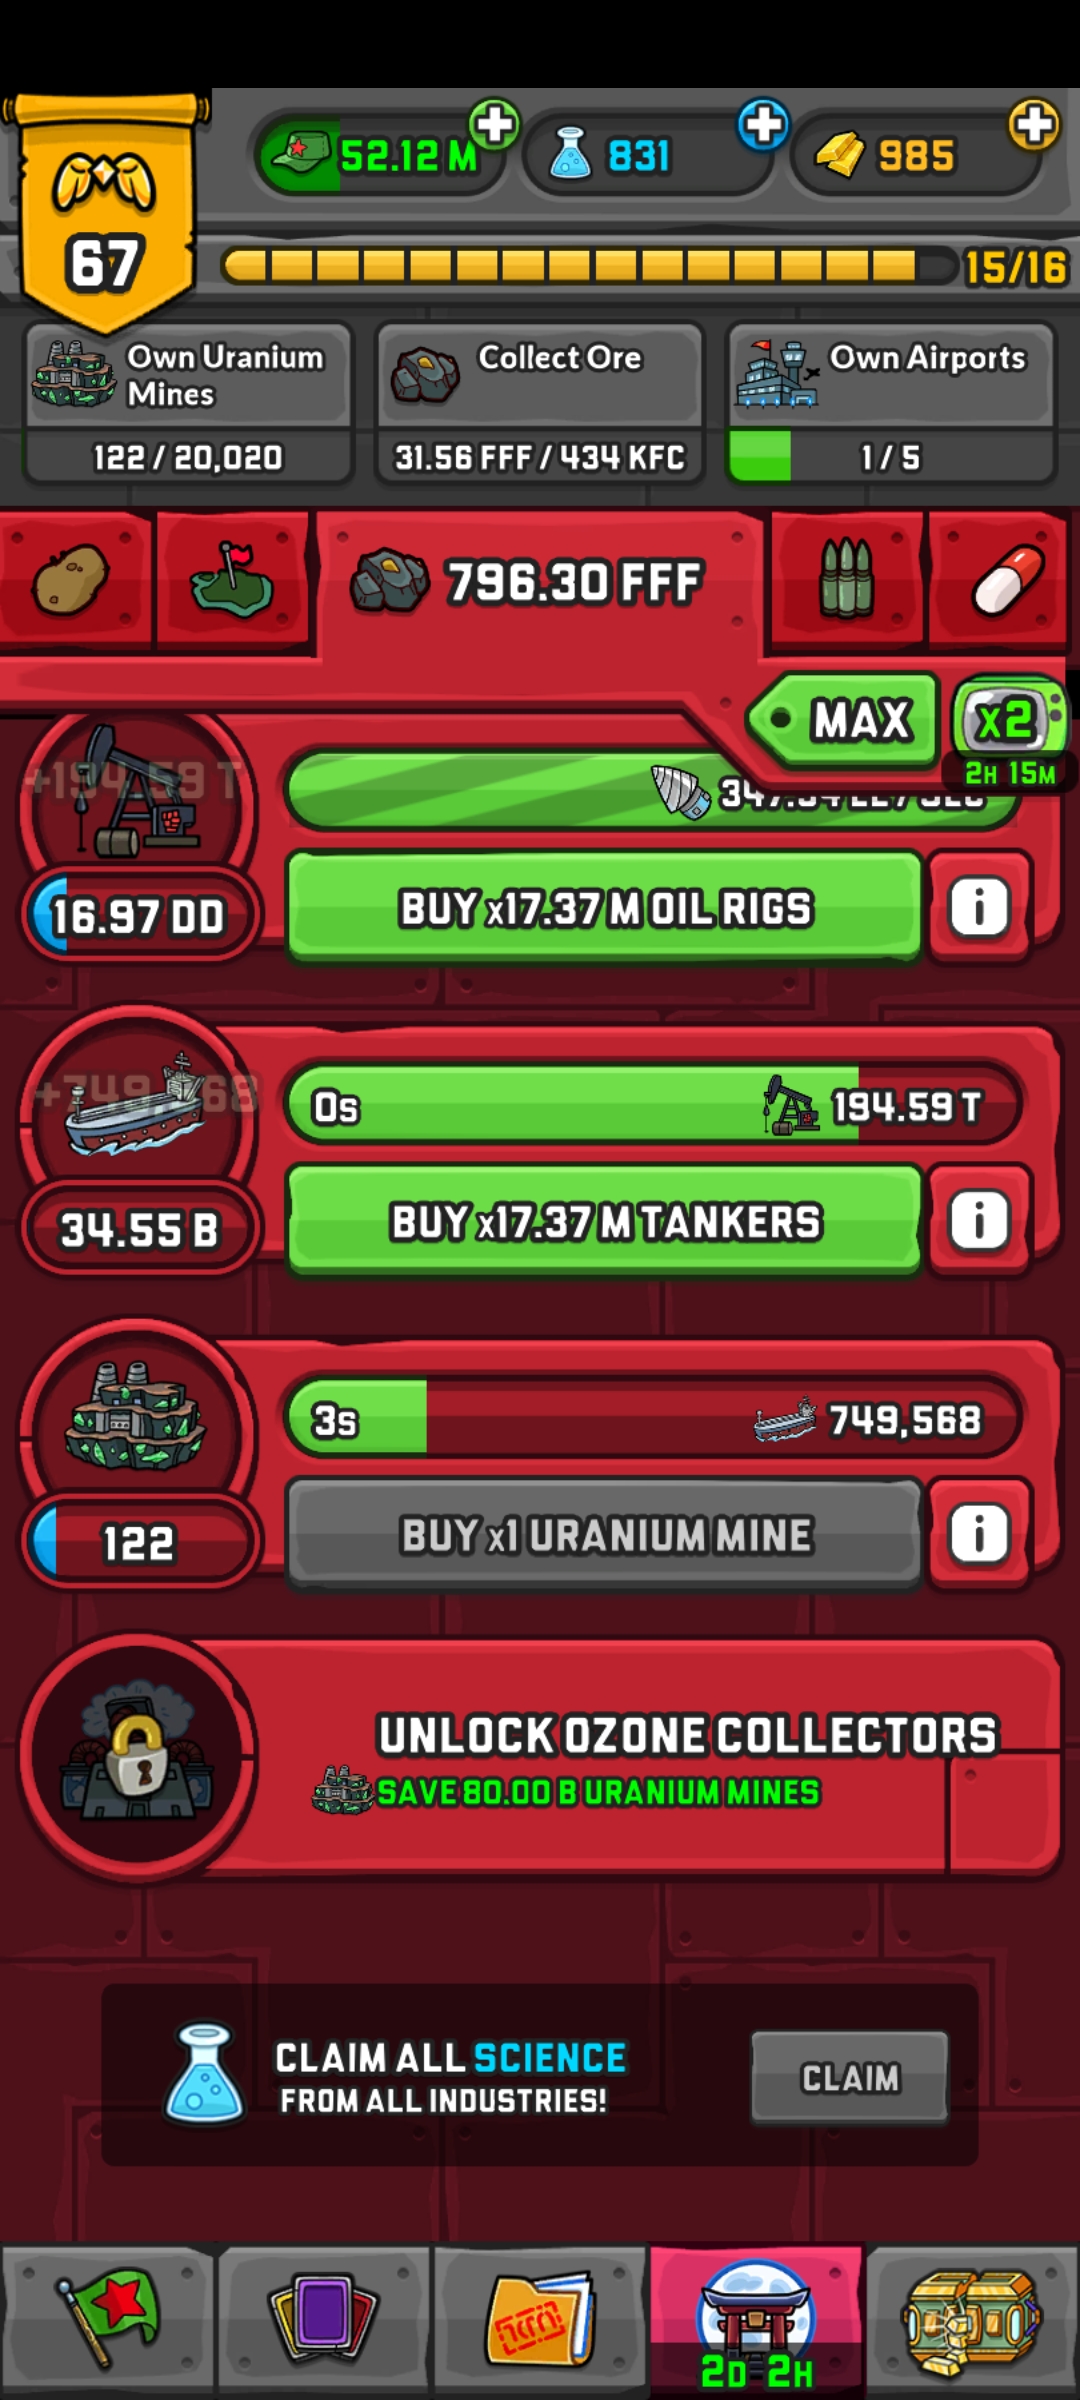 52.12 M
831
985
67
15/16
Own Uranium
Mines
122 / 20,020
Collect Ore
31.56 FFF / 434 KFC
Own Airports
1 / 5
796.30 FFF
MAX
x2
2H 15M
+194.59 T
16.97 DD
BUY x17.37 M OIL RIGS
i
34.55 B
0s
194.59 T
BUY x17.37 M TANKERS
i
3s
749,568
122
BUY x1 URANIUM MINE
i
UNLOCK OZONE COLLECTORS
SAVE 80.00 B URANIUM MINES
CLAIM ALL SCIENCE
FROM ALL INDUSTRIES!
CLAIM
2D 2H